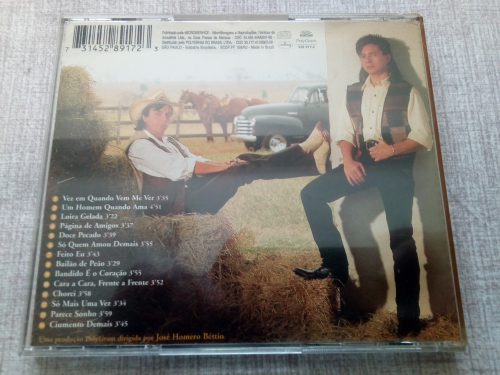 7 51452 89172 1
Vez em Quando Vem Me Ver 3'35
Um Homem Quando Ama 4'51
Loira Gelada 3'22
Página de Amigos 3'37
Doce Pecado 3'39
Só Quem Amou Demais 3'55
Feito Eu 3'43
Bailão de Peão 3'29
Bandido É o Coração 3'55
Cara a Cara, Frente a Frente 3'52
Chorei 3'58
Só Mais Uma Vez 3'34
Parece Sonho 3'59
Ciumento Demais 3'45
Uma produção PolyGram dirigido por José Homero Béttio